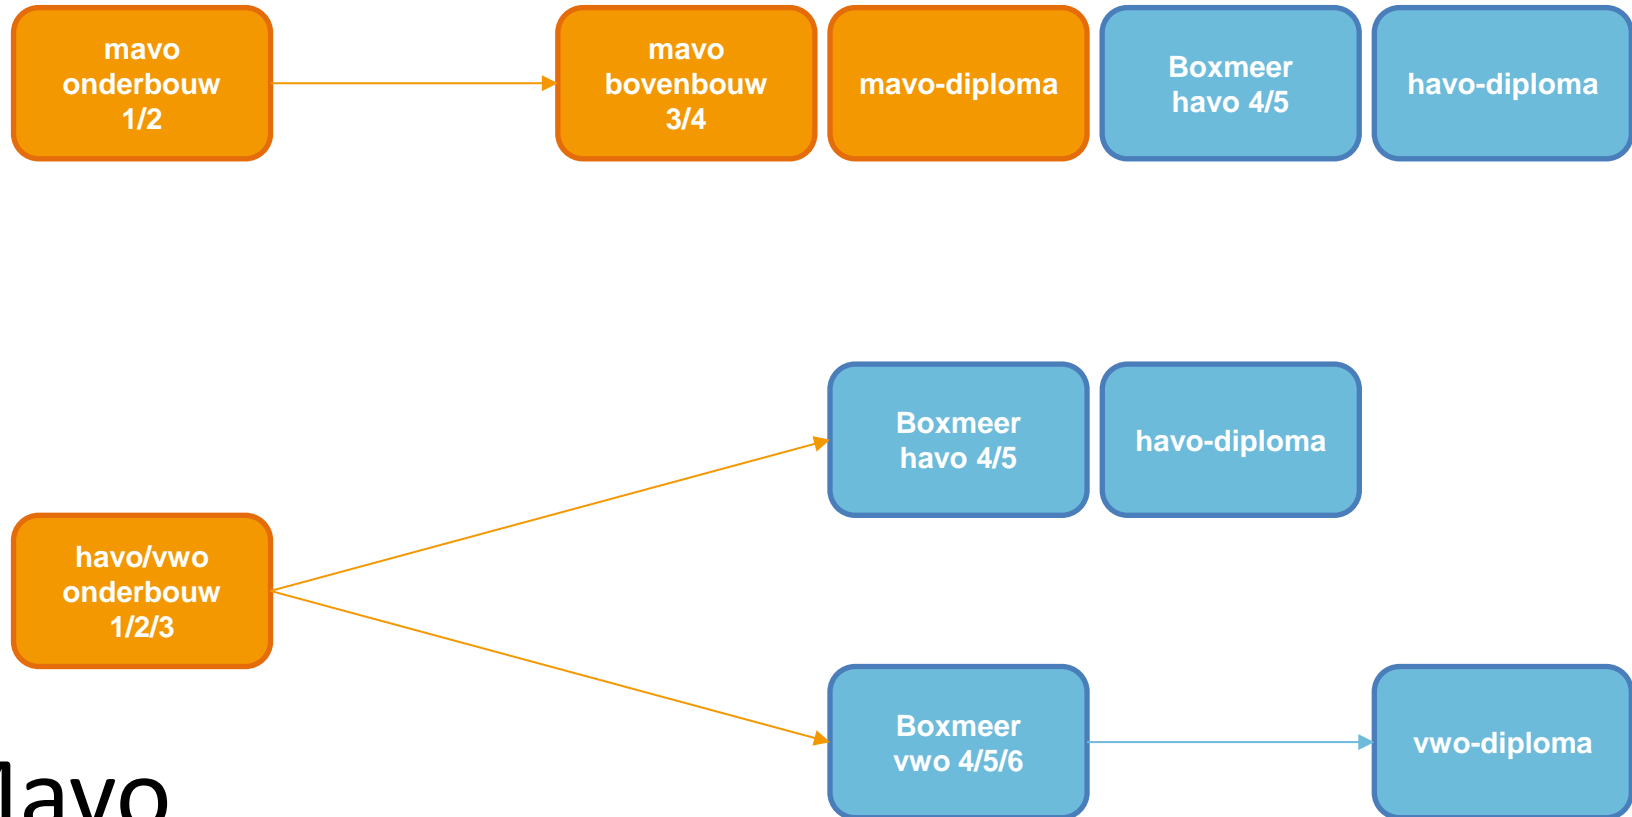 mavo
onderbouw
1/2
mavo
bovenbouw
3/4
mavo-diploma
Boxmeer
havo 4/5
havo-diploma
Boxmeer
havo 4/5
havo-diploma
havo/vwo
onderbouw
1/2/3
Boxmeer
vwo 4/5/6
vwo-diploma